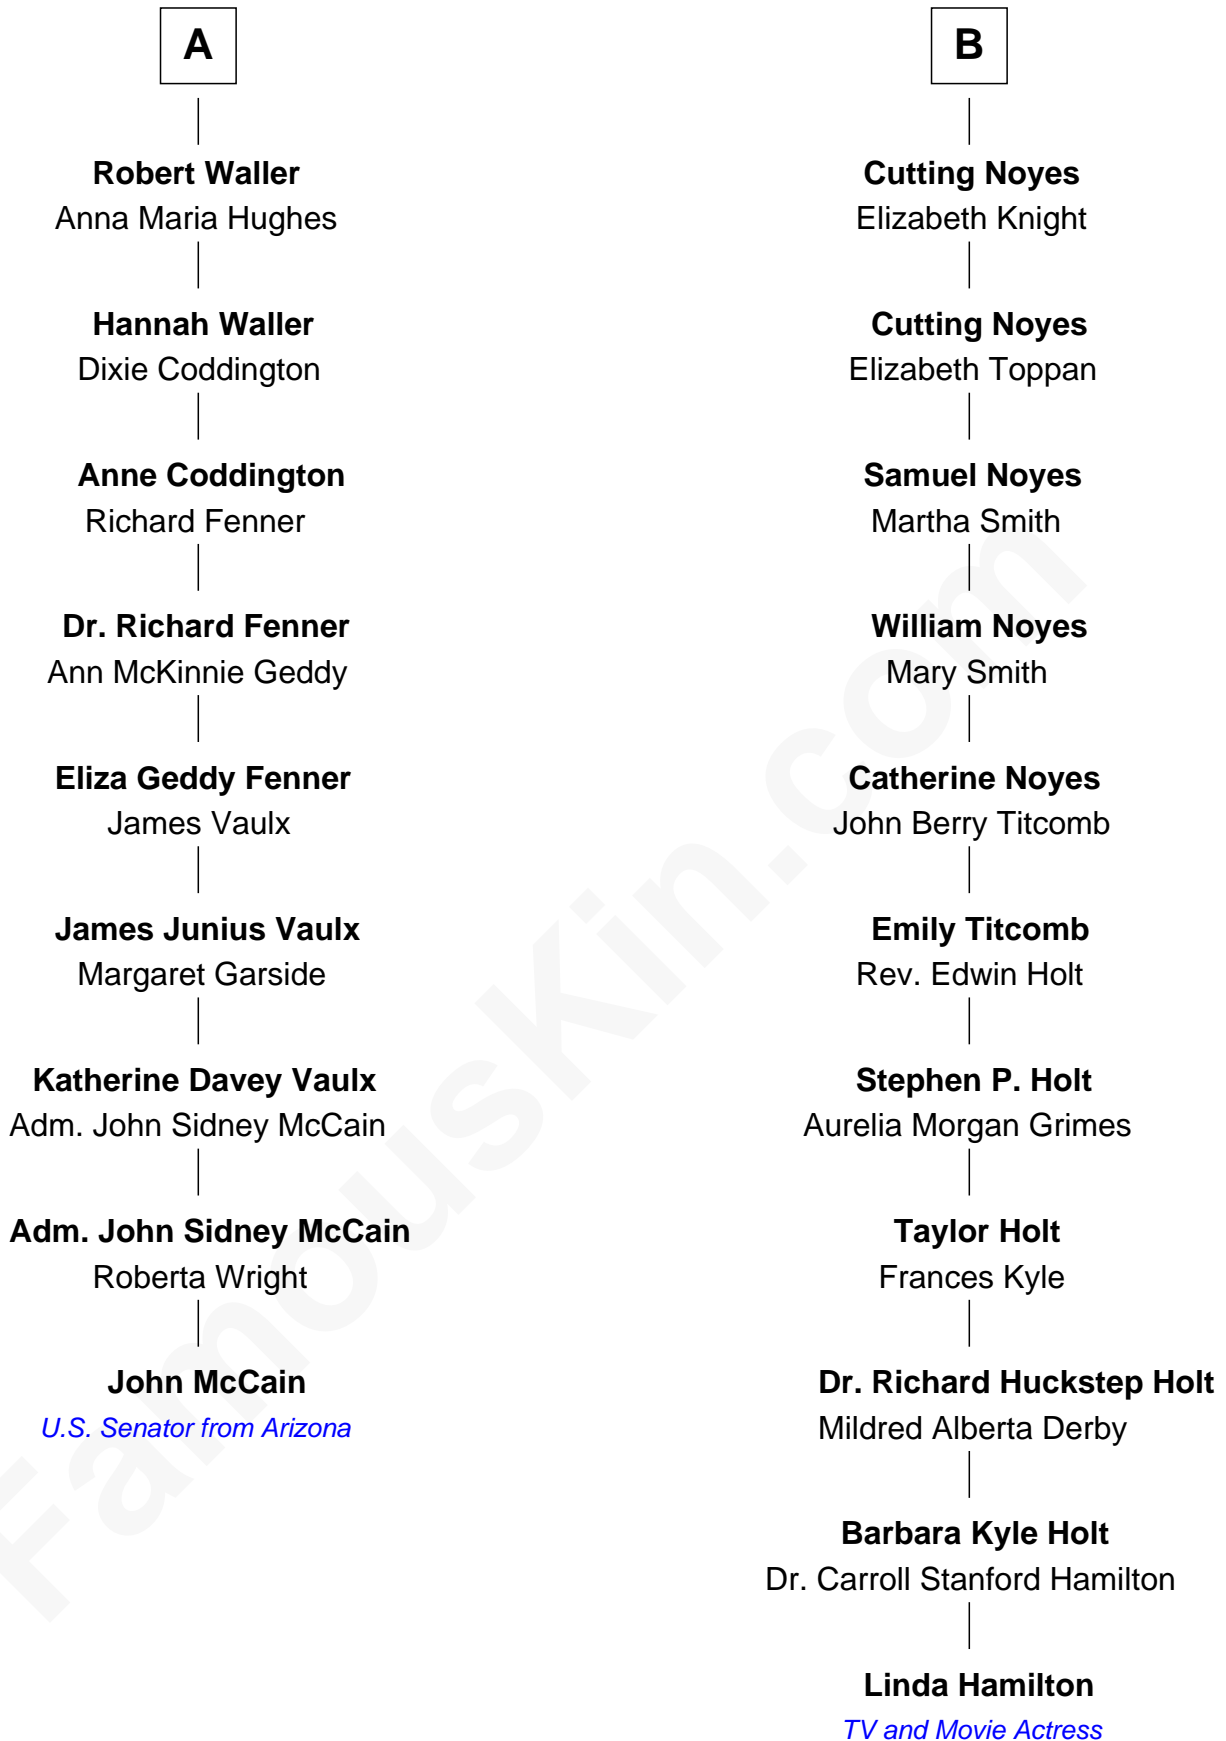 A
Robert Waller
Anna Maria Hughes
Hannah Waller
Dixie Coddington
Anne Coddington
Richard Fenner
Dr. Richard Fenner
Ann McKinnie Geddy
Eliza Geddy Fenner
James Vaulx
James Junius Vaulx
Margaret Garside
Katherine Davey Vaulx
Adm. John Sidney McCain
Adm. John Sidney McCain
Roberta Wright
John McCain
U.S. Senator from Arizona
B
Cutting Noyes
Elizabeth Knight
Cutting Noyes
Elizabeth Toppan
Samuel Noyes
Martha Smith
William Noyes
Mary Smith
Catherine Noyes
John Berry Titcomb
Emily Titcomb
Rev. Edwin Holt
Stephen P. Holt
Aurelia Morgan Grimes
Taylor Holt
Frances Kyle
Dr. Richard Huckstep Holt
Mildred Alberta Derby
Barbara Kyle Holt
Dr. Carroll Stanford Hamilton
Linda Hamilton
TV and Movie Actress
FamousKin.com